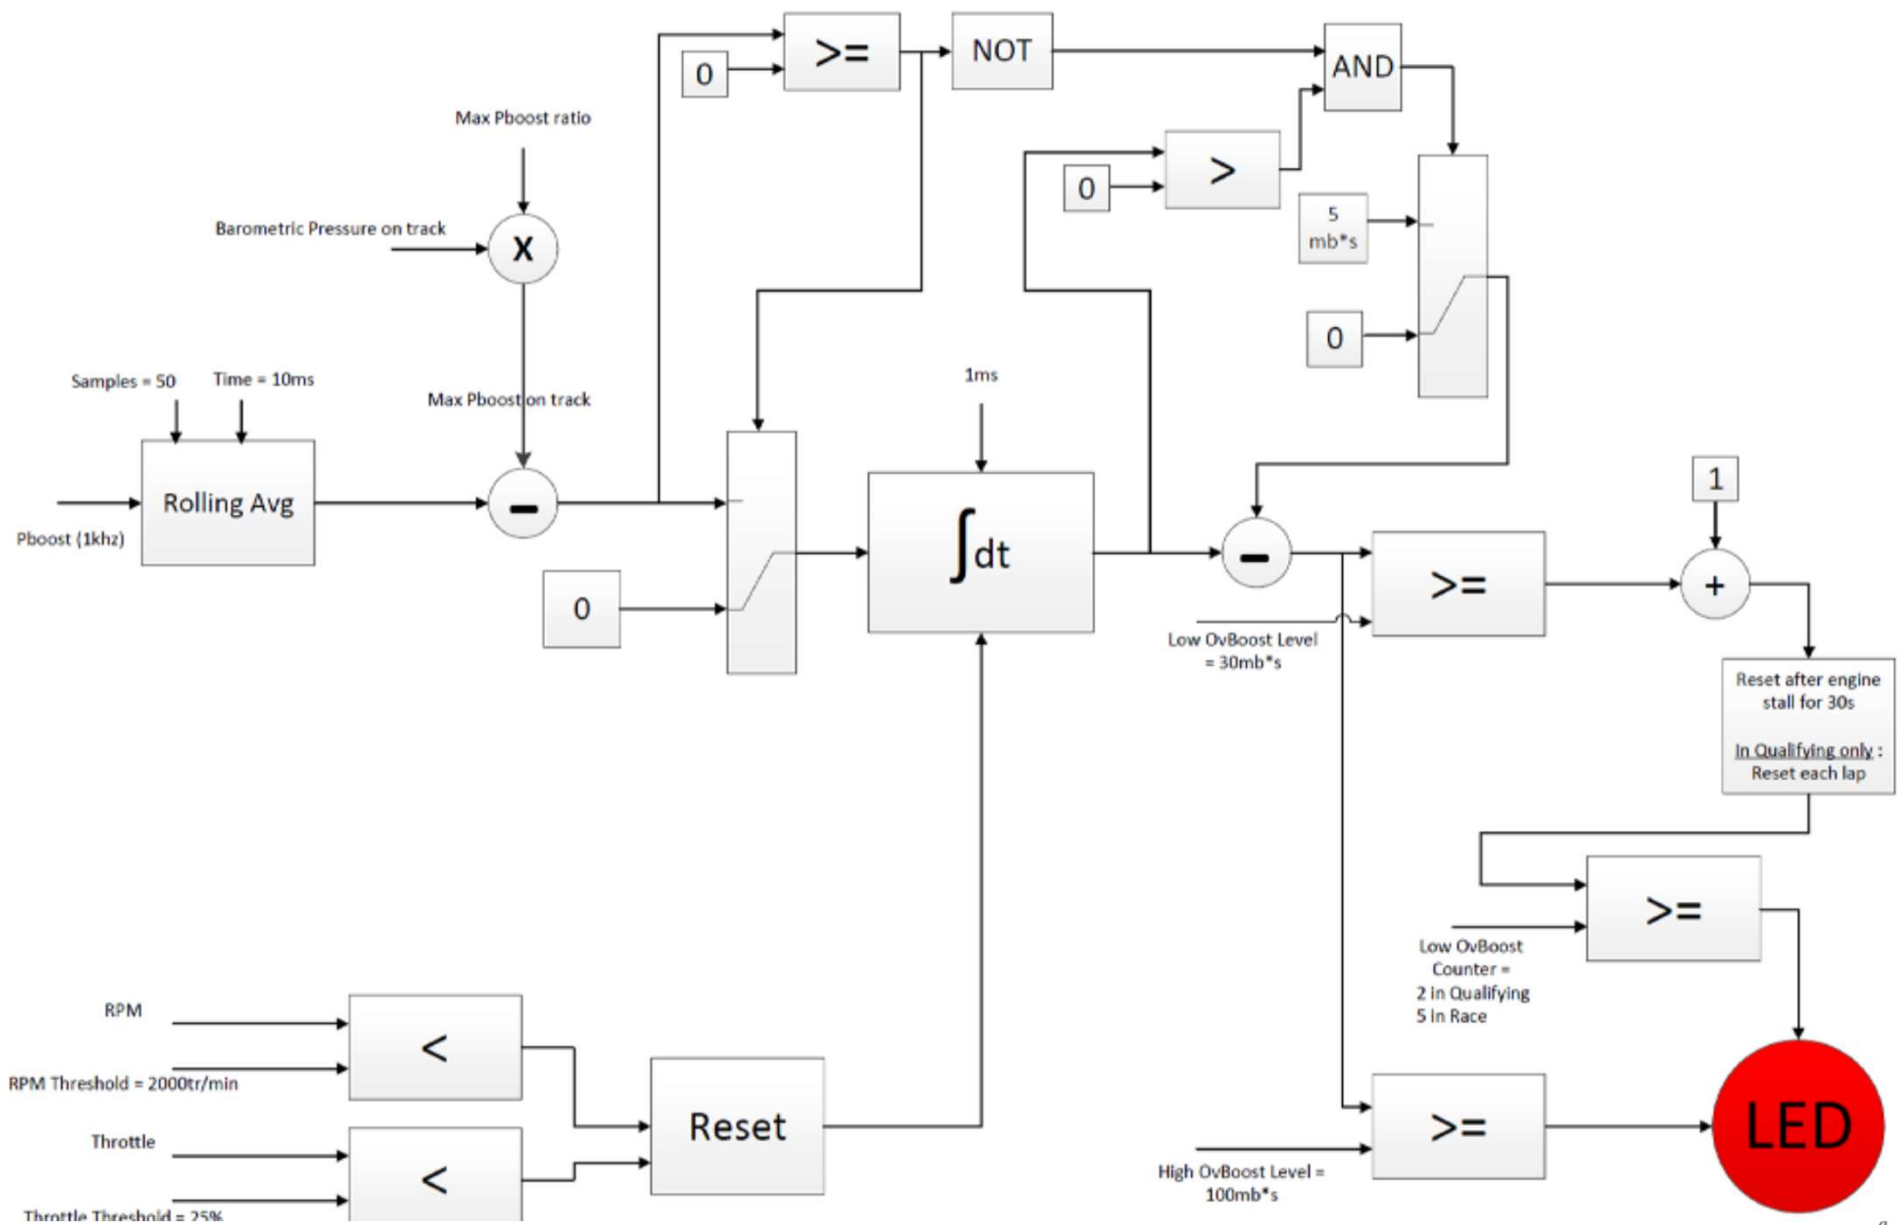 >=
NOT
AND
0
Max Pboost ratio
>
0
5
mb*s
Barometric Pressure on track
X
0
Samples = 50
Time = 10ms
1ms
Max Pboost on track
Rolling Avg
-
1
Pboost (1khz)
∫dt
-
>=
+
0
Low OvBoost Level
= 30mb*s
Reset after engine
stall for 30s
In Qualifying only :
Reset each lap
>=
Low OvBoost
Counter =
2 in Qualifying
5 in Race
RPM
<
RPM Threshold = 2000tr/min
Reset
>=
LED
Throttle
<
High OvBoost Level =
100mb*s
Throttle Threshold = 25%